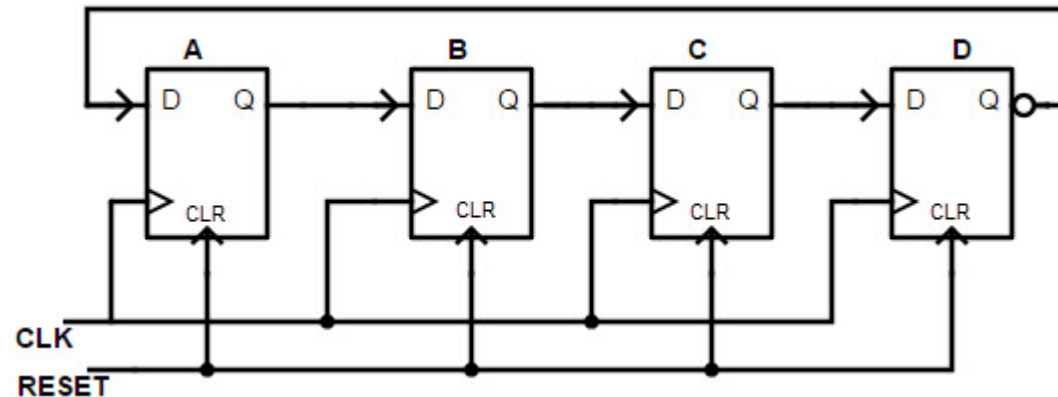 A B C D
D Q D Q D Q D Q
CLR CLR CLR CLR
CLK
RESET